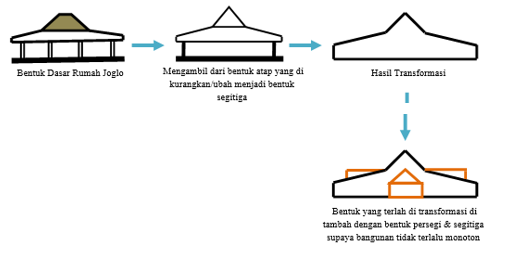 Bentuk Dasar Rumah Joglo
Mengambil dari bentuk atap yang di
kurangkan/ubah menjadi bentuk
segitiga
Hasil Transformasi
Bentuk yang terlah di transformasi di
tambah dengan bentuk persegi & segitiga
supaya bangunan tidak terlalu monoton